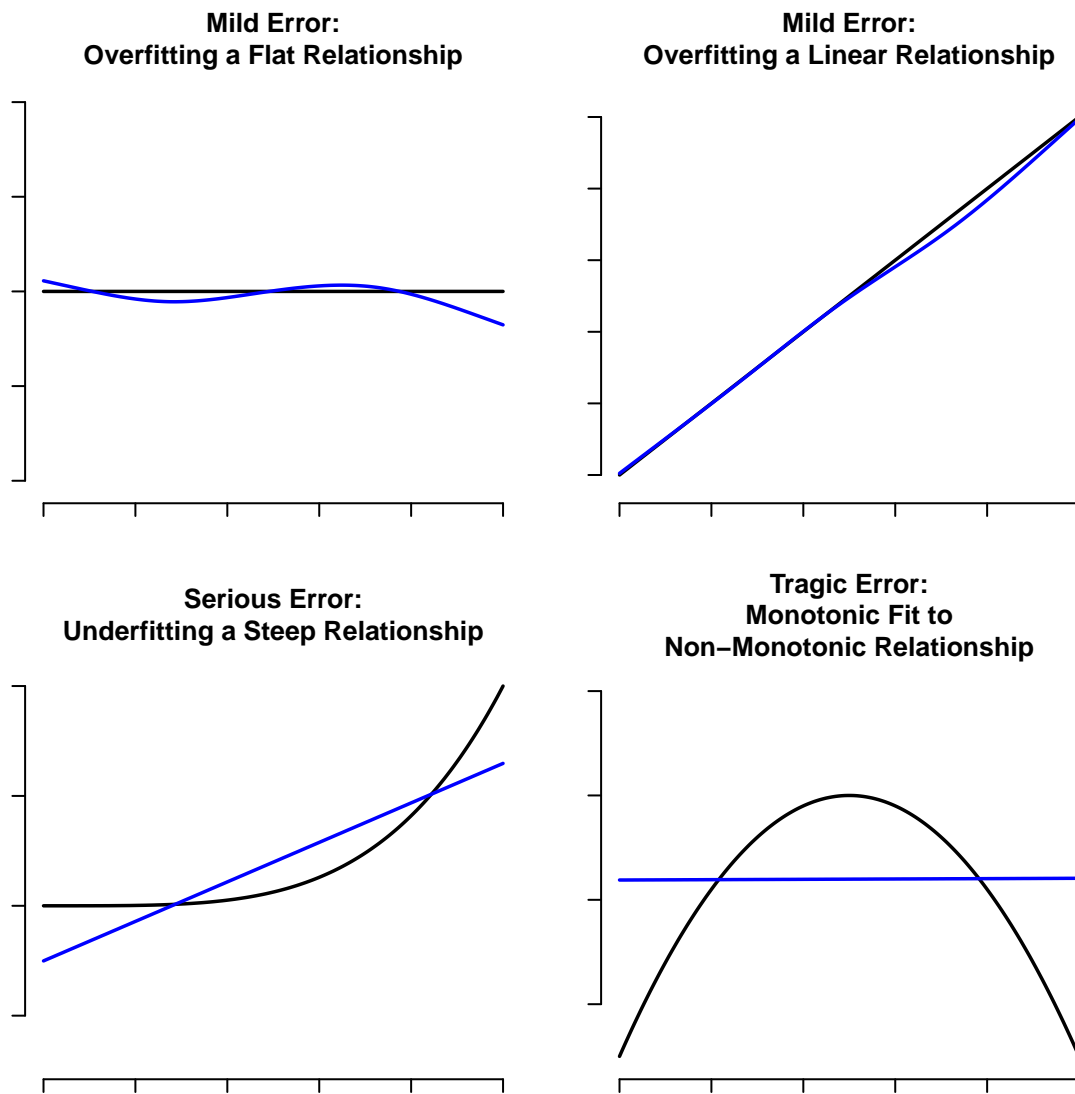 Mild Error:
Overfitting a Flat Relationship
Mild Error:
Overfitting a Linear Relationship
Serious Error:
Underfitting a Steep Relationship
Tragic Error:
Monotonic Fit to
Non−Monotonic Relationship